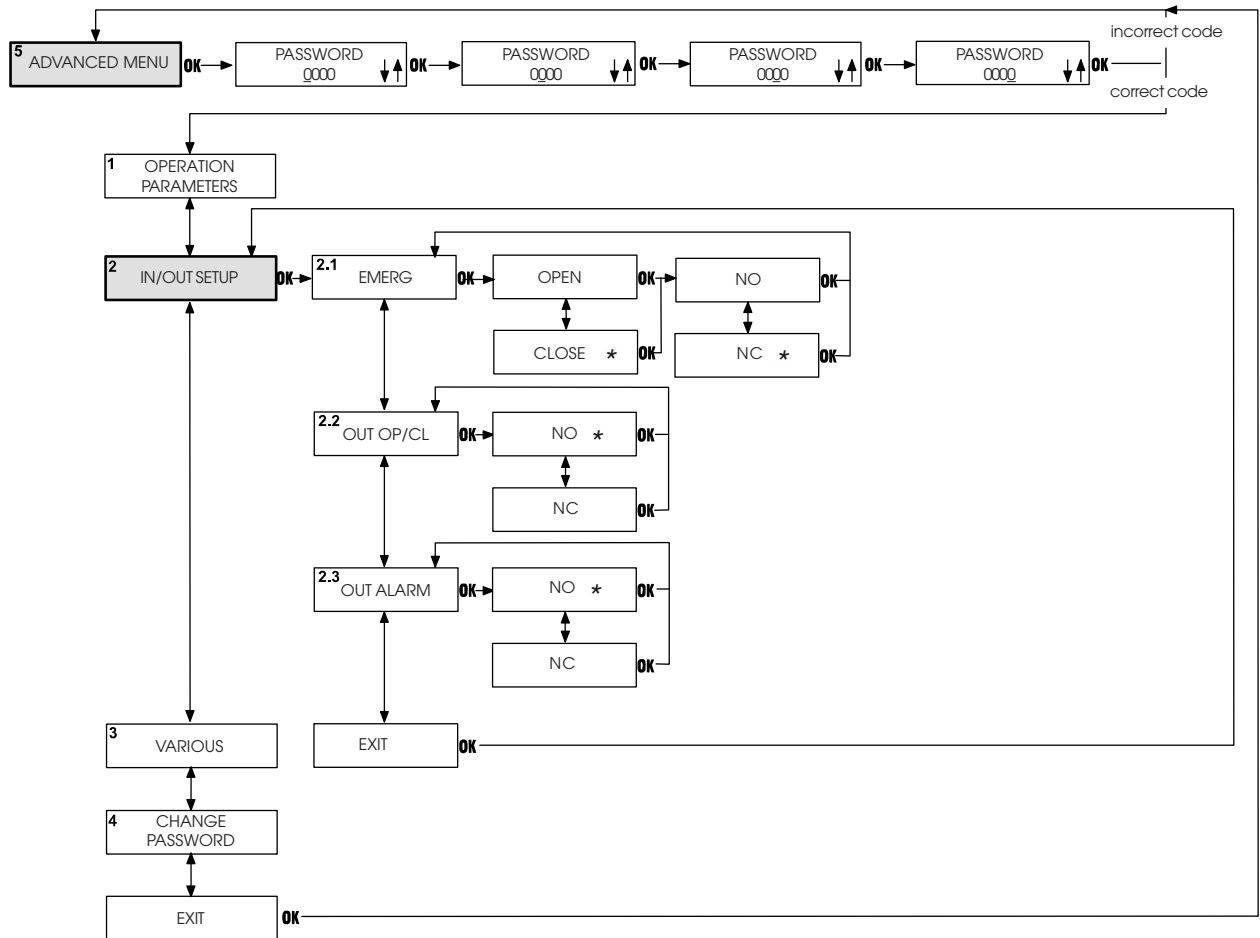 incorrect code
5
ADVANCED MENU
OK
PASSWORD
0000
OK
PASSWORD
0000
OK
PASSWORD
0000
OK
PASSWORD
0000
OK
correct code
1
OPERATION
PARAMETERS
2
IN/OUT SETUP
OK
2.1
EMERG
OK
OPEN
OK
NO
OK
CLOSE *
OK
NC *
OK
2.2
OUT OP/CL
OK
NO *
OK
NC
OK
2.3
OUT ALARM
OK
NO *
OK
NC
OK
3
VARIOUS
EXIT
OK
4
CHANGE
PASSWORD
EXIT
OK